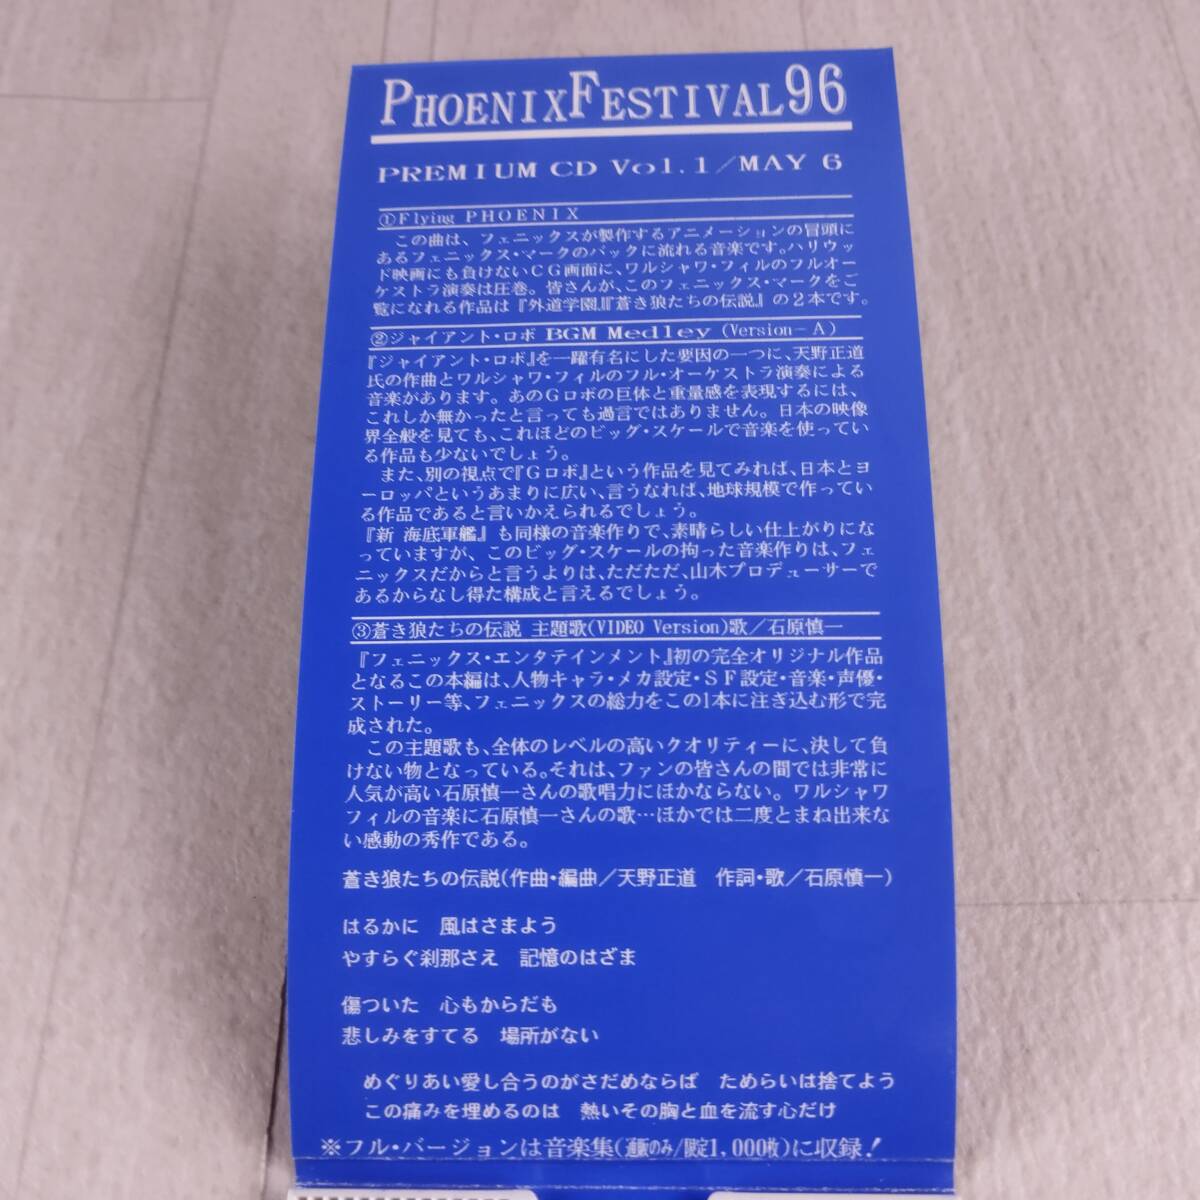 PHOENIX FESTIVAL 96
PREMIUM CD Vol.1/MAY 6
①Flying PHOENIX
この曲は、フェニックスが製作するアニメーションの冒頭に
あるフェニックス・マークのバックに流れる音楽です。ハリウッ
ド映画にも負けないCG画面に、ワルシャワ・フィルのフルオー
ケストラ演奏は圧巻。皆さんが、このフェニックス・マークをご
覧になれる作品は『外道学園』『蒼き狼たちの伝説』の2本です。
②ジャイアント・ロボ BGM Medley (Version-A)
『ジャイアント・ロボ』を一躍有名にした要因の一つに、天野正道
氏の作曲とワルシャワ・フィルのフル・オーケストラ演奏による
音楽があります。あのGロボの巨体と重量感を表現するには、
これしか無かったと言っても過言ではありません。日本の映像
界全般を見ても、これほどのビッグ・スケールで音楽を使ってい
る作品も少ないでしょう。
また、別の視点で『Gロボ』という作品を見てみれば、日本とヨ
ーロッパというあまりに広い、言うなれば、地球規模で作ってい
る作品であると言いかえられるでしょう。
『新 海底軍艦』も同様の音楽作りで、素晴らしい仕上がりにな
っていますが、このビッグ・スケールの拘った音楽作りは、フェ
ニックスだからと言うよりは、ただただ、山木プロデューサーで
あるからなし得た構成と言えるでしょう。
③蒼き狼たちの伝説 主題歌(VIDEO Version)歌/石原慎一
『フェニックス・エンタテインメント』初の完全オリジナル作品
となるこの本編は、人物キャラ・メカ設定・SF設定・音楽・声優・
ストーリー等、フェニックスの総力をこの1本に注ぎ込む形で完
成された。
この主題歌も、全体のレベルの高いクオリティーに、決して負
けない物となっている。それは、ファンの皆さんの間では非常に
人気が高い石原慎一さんの歌唱力にほかならない。ワルシャワ
フィルの音楽に石原慎一さんの歌…ほかでは二度とまね出来な
い感動の秀作である。
蒼き狼たちの伝説(作曲・編曲/天野正道 作詞・歌/石原慎一)
はるかに 風はさまよう
やすらぐ刹那さえ 記憶のはざま
傷ついた 心もからだも
悲しみをすてる 場所がない
めぐりあい愛し合うのがさだめならば ためらいは捨てよう
この痛みを埋めるのは 熱いその胸と血を流す心だけ
※フル・バージョンは音楽集(通販のみ/限定1,000枚)に収録!